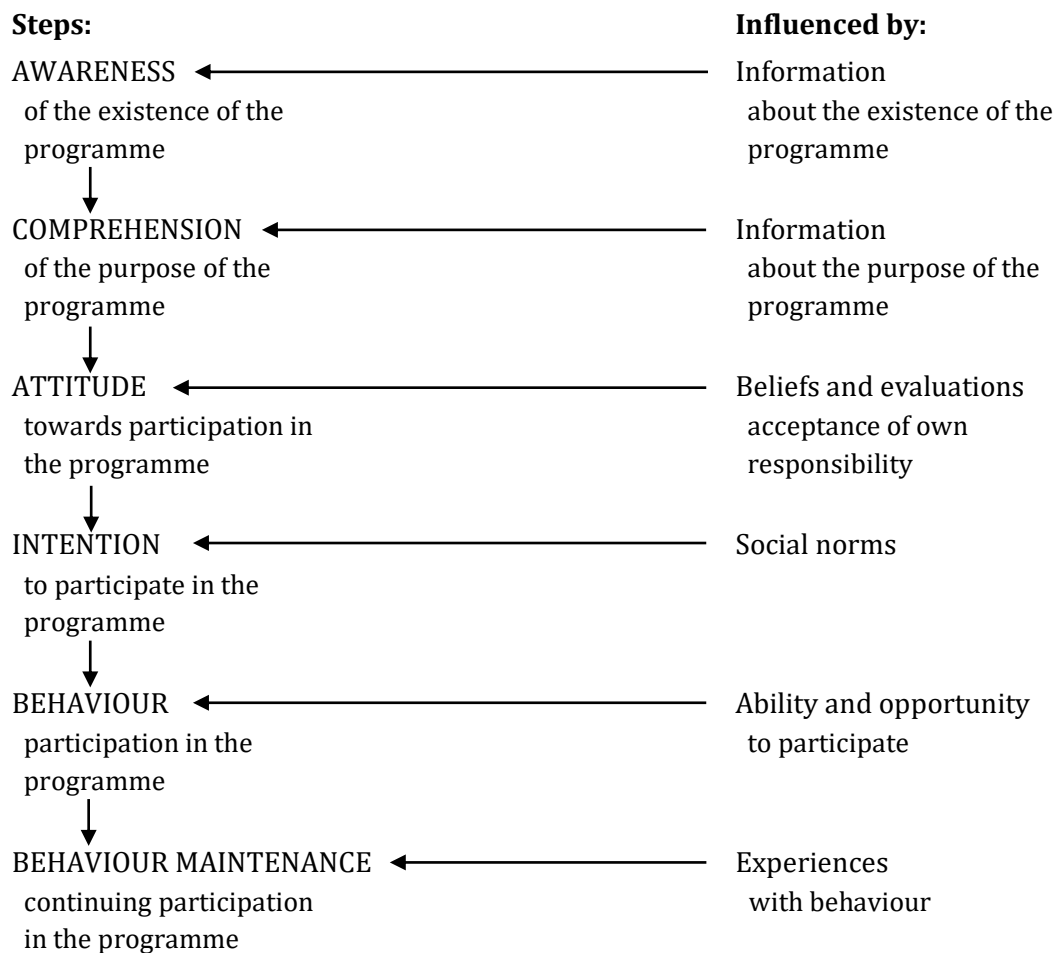 Steps:
Influenced by:
AWARENESS
of the existence of the
programme
Information
about the existence of the
programme
COMPREHENSION
of the purpose of the
programme
Information
about the purpose of the
programme
ATTITUDE
towards participation in
the programme
Beliefs and evaluations
acceptance of own
responsibility
INTENTION
to participate in the
programme
Social norms
BEHAVIOUR
participation in the
programme
Ability and opportunity
to participate
BEHAVIOUR MAINTENANCE
continuing participation
in the programme
Experiences
with behaviour